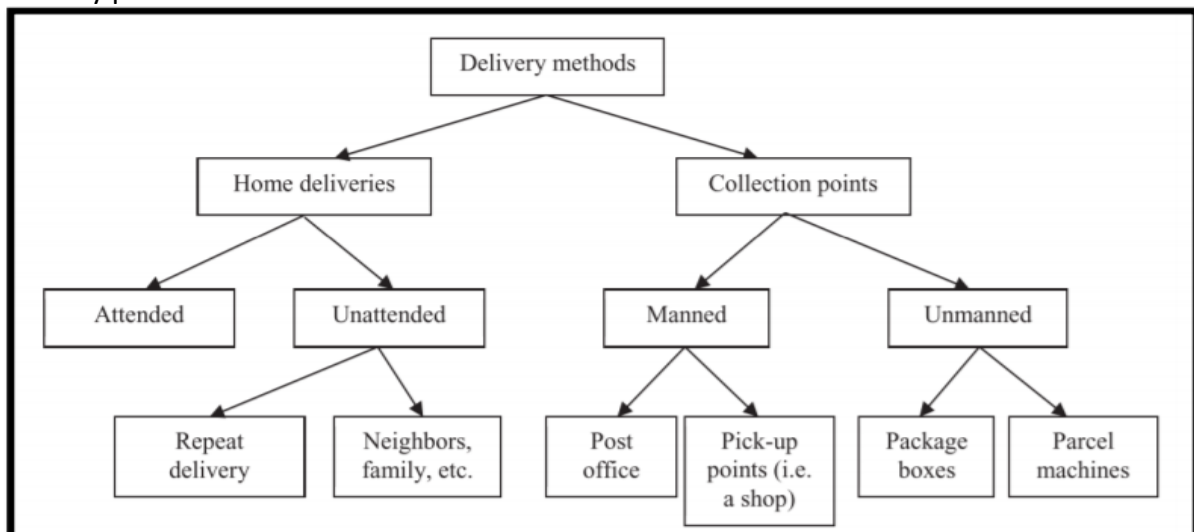 Delivery methods
Home deliveries
Collection points
Attended
Unattended
Manned
Unmanned
Repeat
delivery
Neighbors,
family, etc.
Post
office
Pick-up
points (i.e.
a shop)
Package
boxes
Parcel
machines